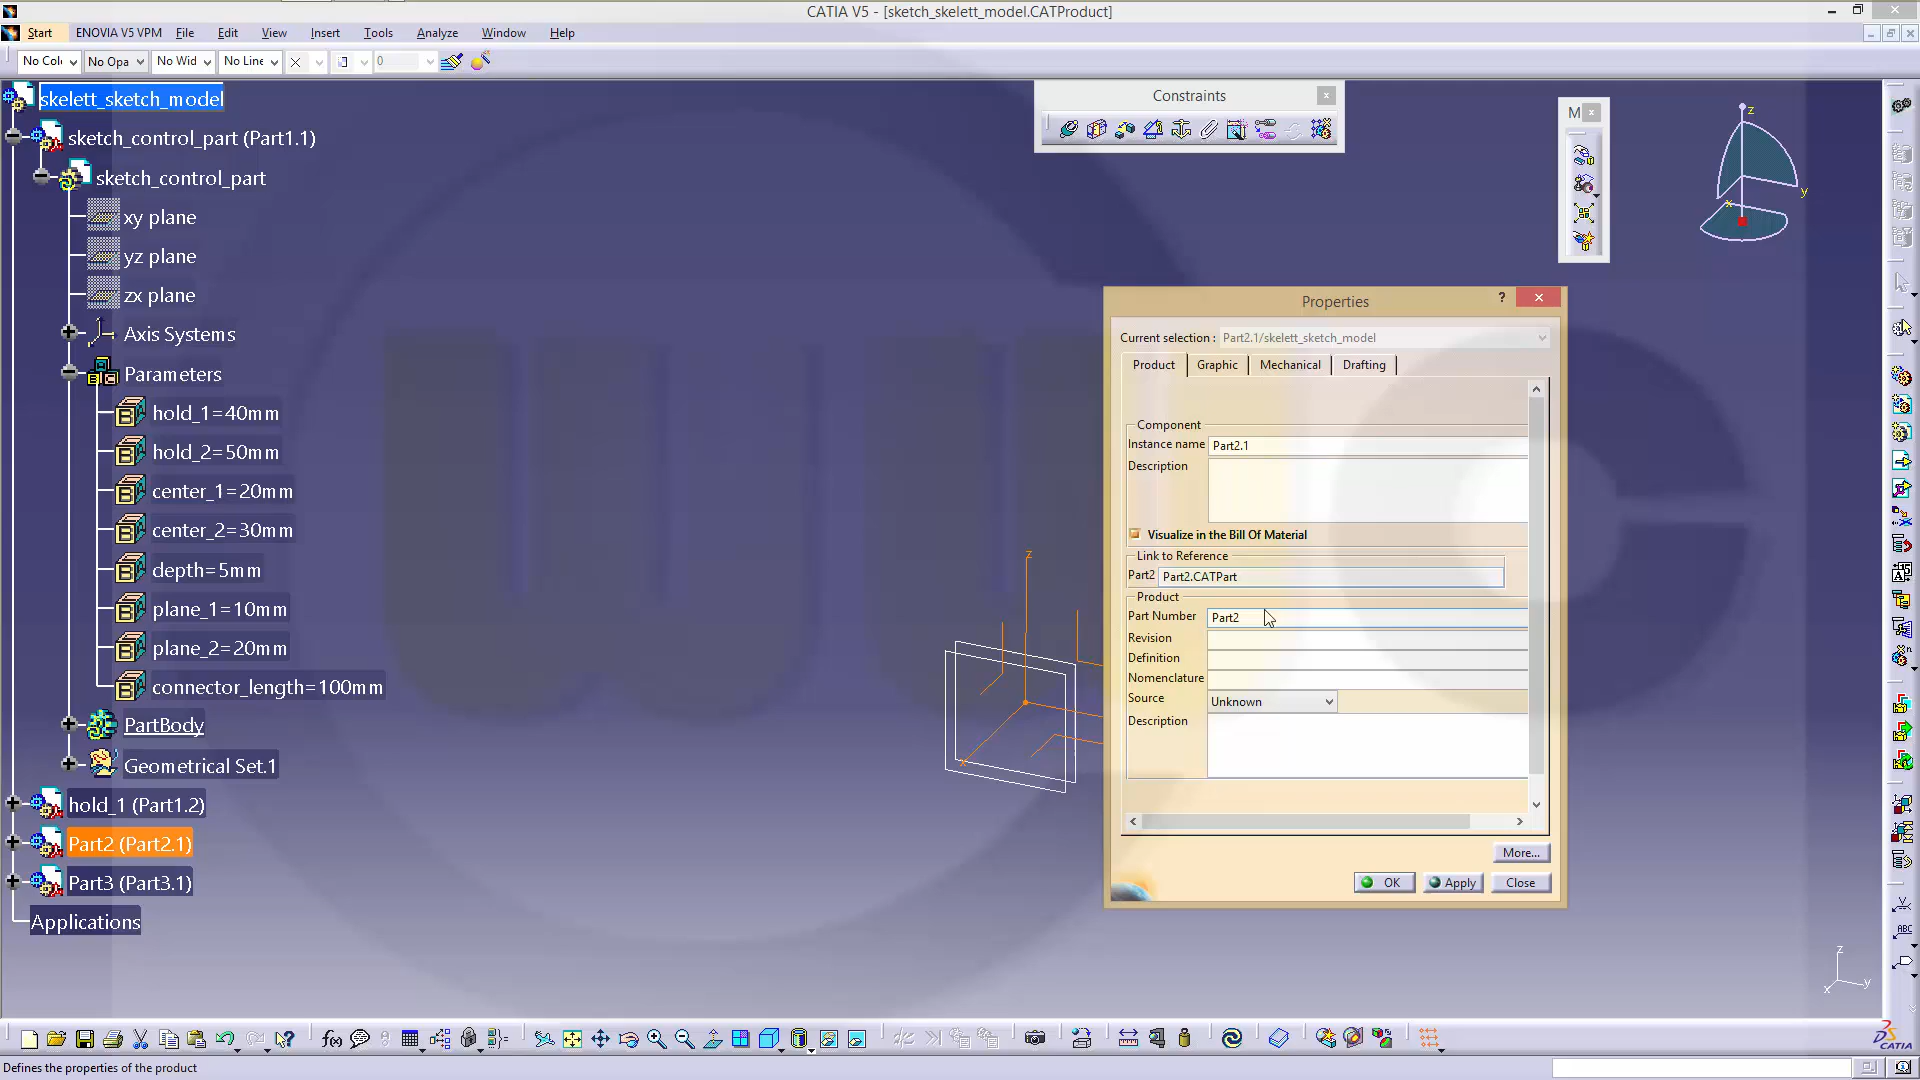 CATIA V5 - [sketch_skelett_model.CATProduct]
Start ENOVIA V5 VPM File Edit View Insert Tools Analyze Window Help
No Colo No Opa No Wid No Line 0
skelett_sketch_model
sketch_control_part (Part1.1)
sketch_control_part
xy plane
yz plane
zx plane
Axis Systems
Parameters
hold_1=40mm
hold_2=50mm
center_1=20mm
center_2=30mm
depth=5mm
plane_1=10mm
plane_2=20mm
connector_length=100mm
PartBody
Geometrical Set.1
hold_1 (Part1.2)
Part2 (Part2.1)
Part3 (Part3.1)
Applications
Constraints
M
z
y
x
Properties
?
Current selection : Part2.1/skelett_sketch_model
Product Graphic Mechanical Drafting
Component
Instance name Part2.1
Description
Visualize in the Bill Of Material
Link to Reference
Part2 Part2.CATPart
Product
Part Number Part2
Revision
Definition
Nomenclature
Source Unknown
Description
More...
OK Apply Close
z
x
z
y
x
ABC
f(x)
CATIA
Defines the properties of the product